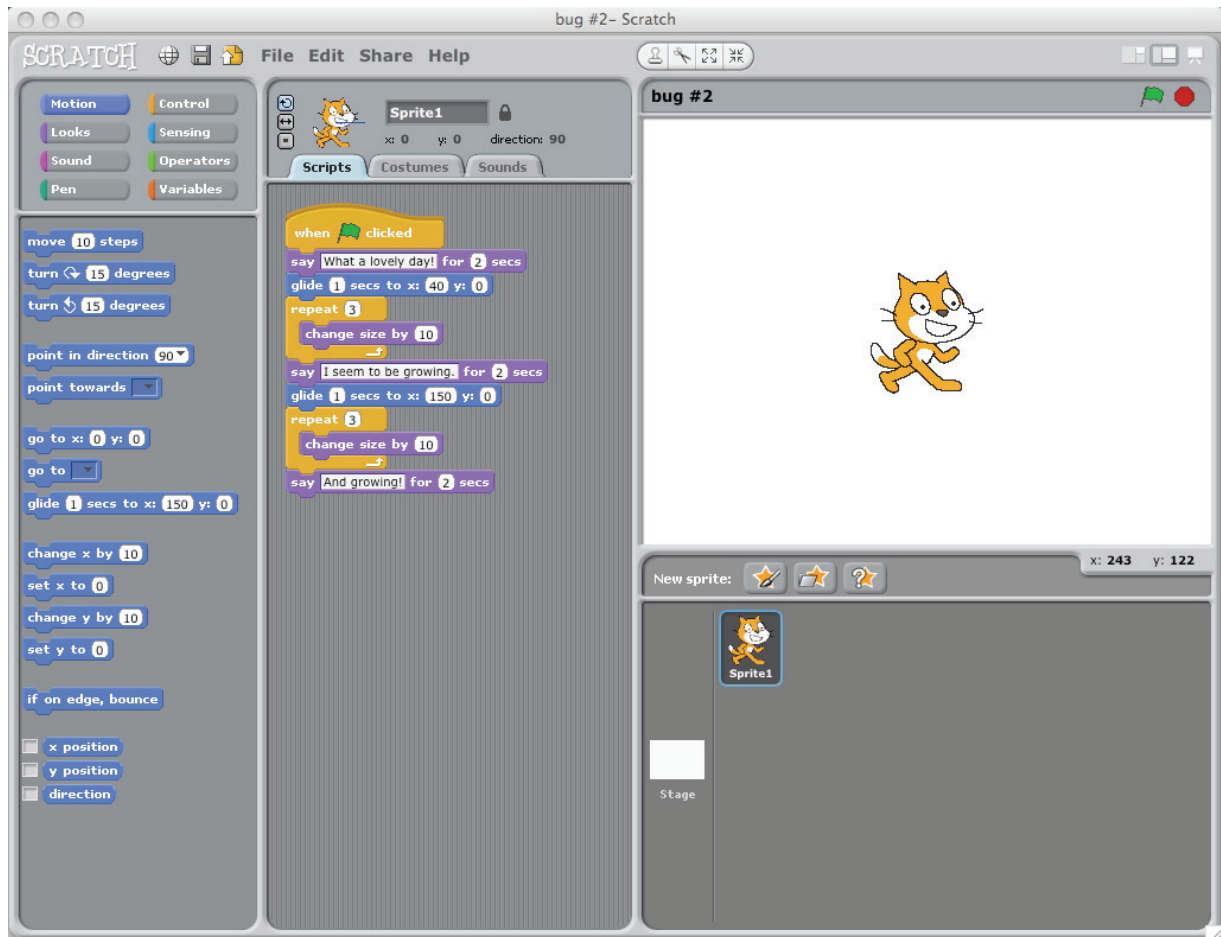 bug #2– Scratch
SCRATCH File Edit Share Help
Motion Control
Looks Sensing
Sound Operators
Pen Variables
move 10 steps
turn 15 degrees
turn 15 degrees
point in direction 90
point towards
go to x: 0 y: 0
go to
glide 1 secs to x: 150 y: 0
change x by 10
set x to 0
change y by 10
set y to 0
if on edge, bounce
x position
y position
direction
Sprite1
x: 0 y: 0 direction: 90
Scripts Costumes Sounds
when clicked
say What a lovely day! for 2 secs
glide 1 secs to x: 40 y: 0
repeat 3
change size by 10
say I seem to be growing. for 2 secs
glide 1 secs to x: 150 y: 0
repeat 3
change size by 10
say And growing! for 2 secs
bug #2
x: 243 y: 122
New sprite:
Sprite1
Stage